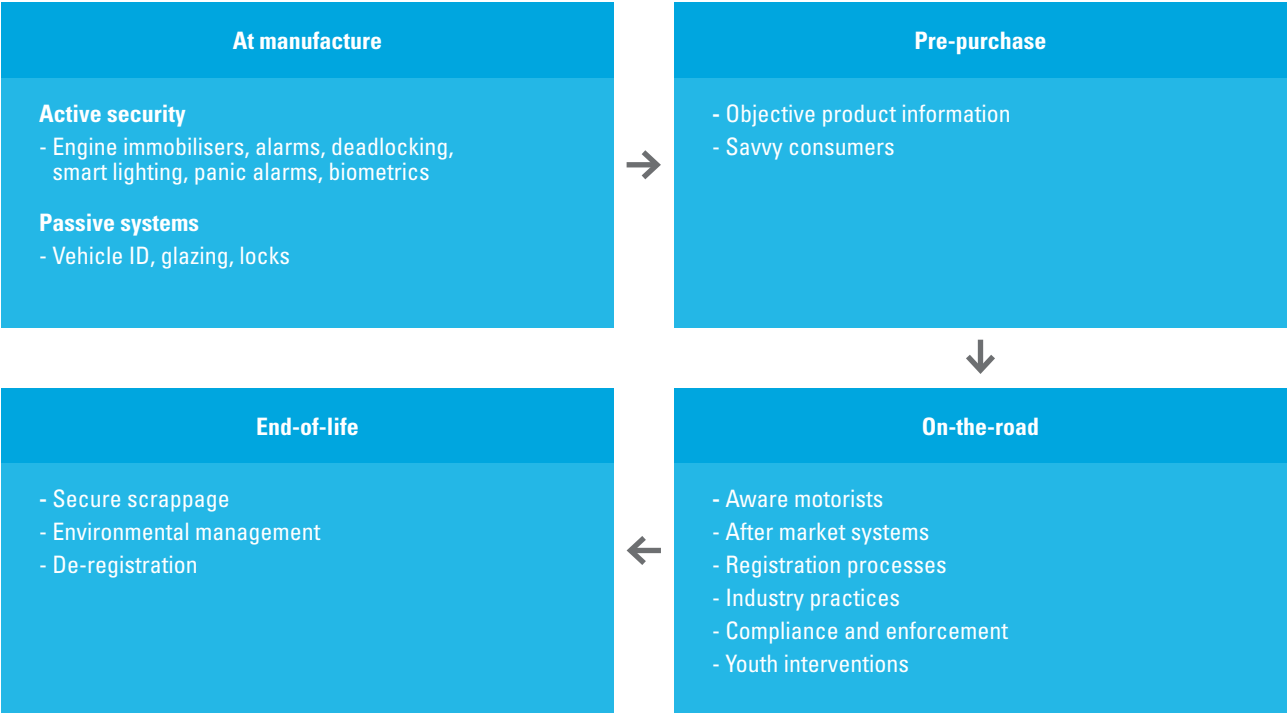 At manufacture
Active security
- Engine immobilisers, alarms, deadlocking,
smart lighting, panic alarms, biometrics
Passive systems
- Vehicle ID, glazing, locks
Pre-purchase
- Objective product information
- Savvy consumers
On-the-road
- Aware motorists
- After market systems
- Registration processes
- Industry practices
- Compliance and enforcement
- Youth interventions
End-of-life
- Secure scrappage
- Environmental management
- De-registration